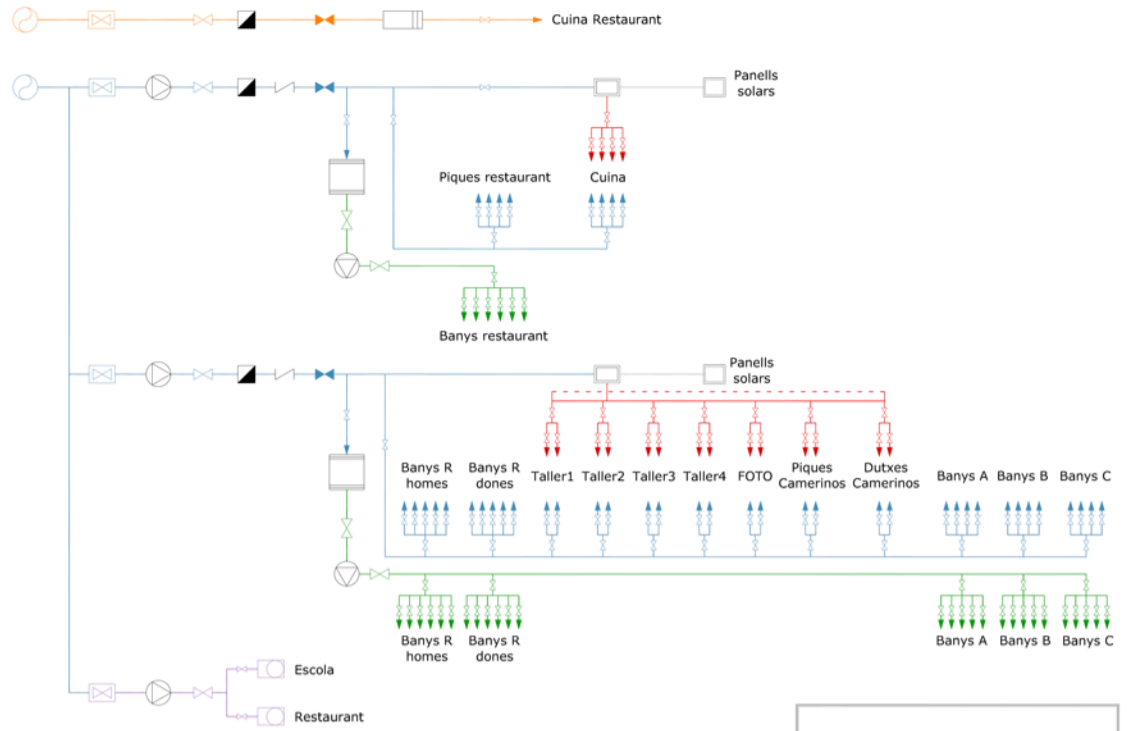 Cuina Restaurant
Panells
solars
Piques restaurant
Cuina
Banys restaurant
Panells
solars
Banys R
homes
Banys R
dones
Taller1
Taller2
Taller3
Taller4
FOTO
Piques
Camerinos
Dutxes
Camerinos
Banys A
Banys B
Banys C
Banys R
homes
Banys R
dones
Banys A
Banys B
Banys C
Escola
Restaurant